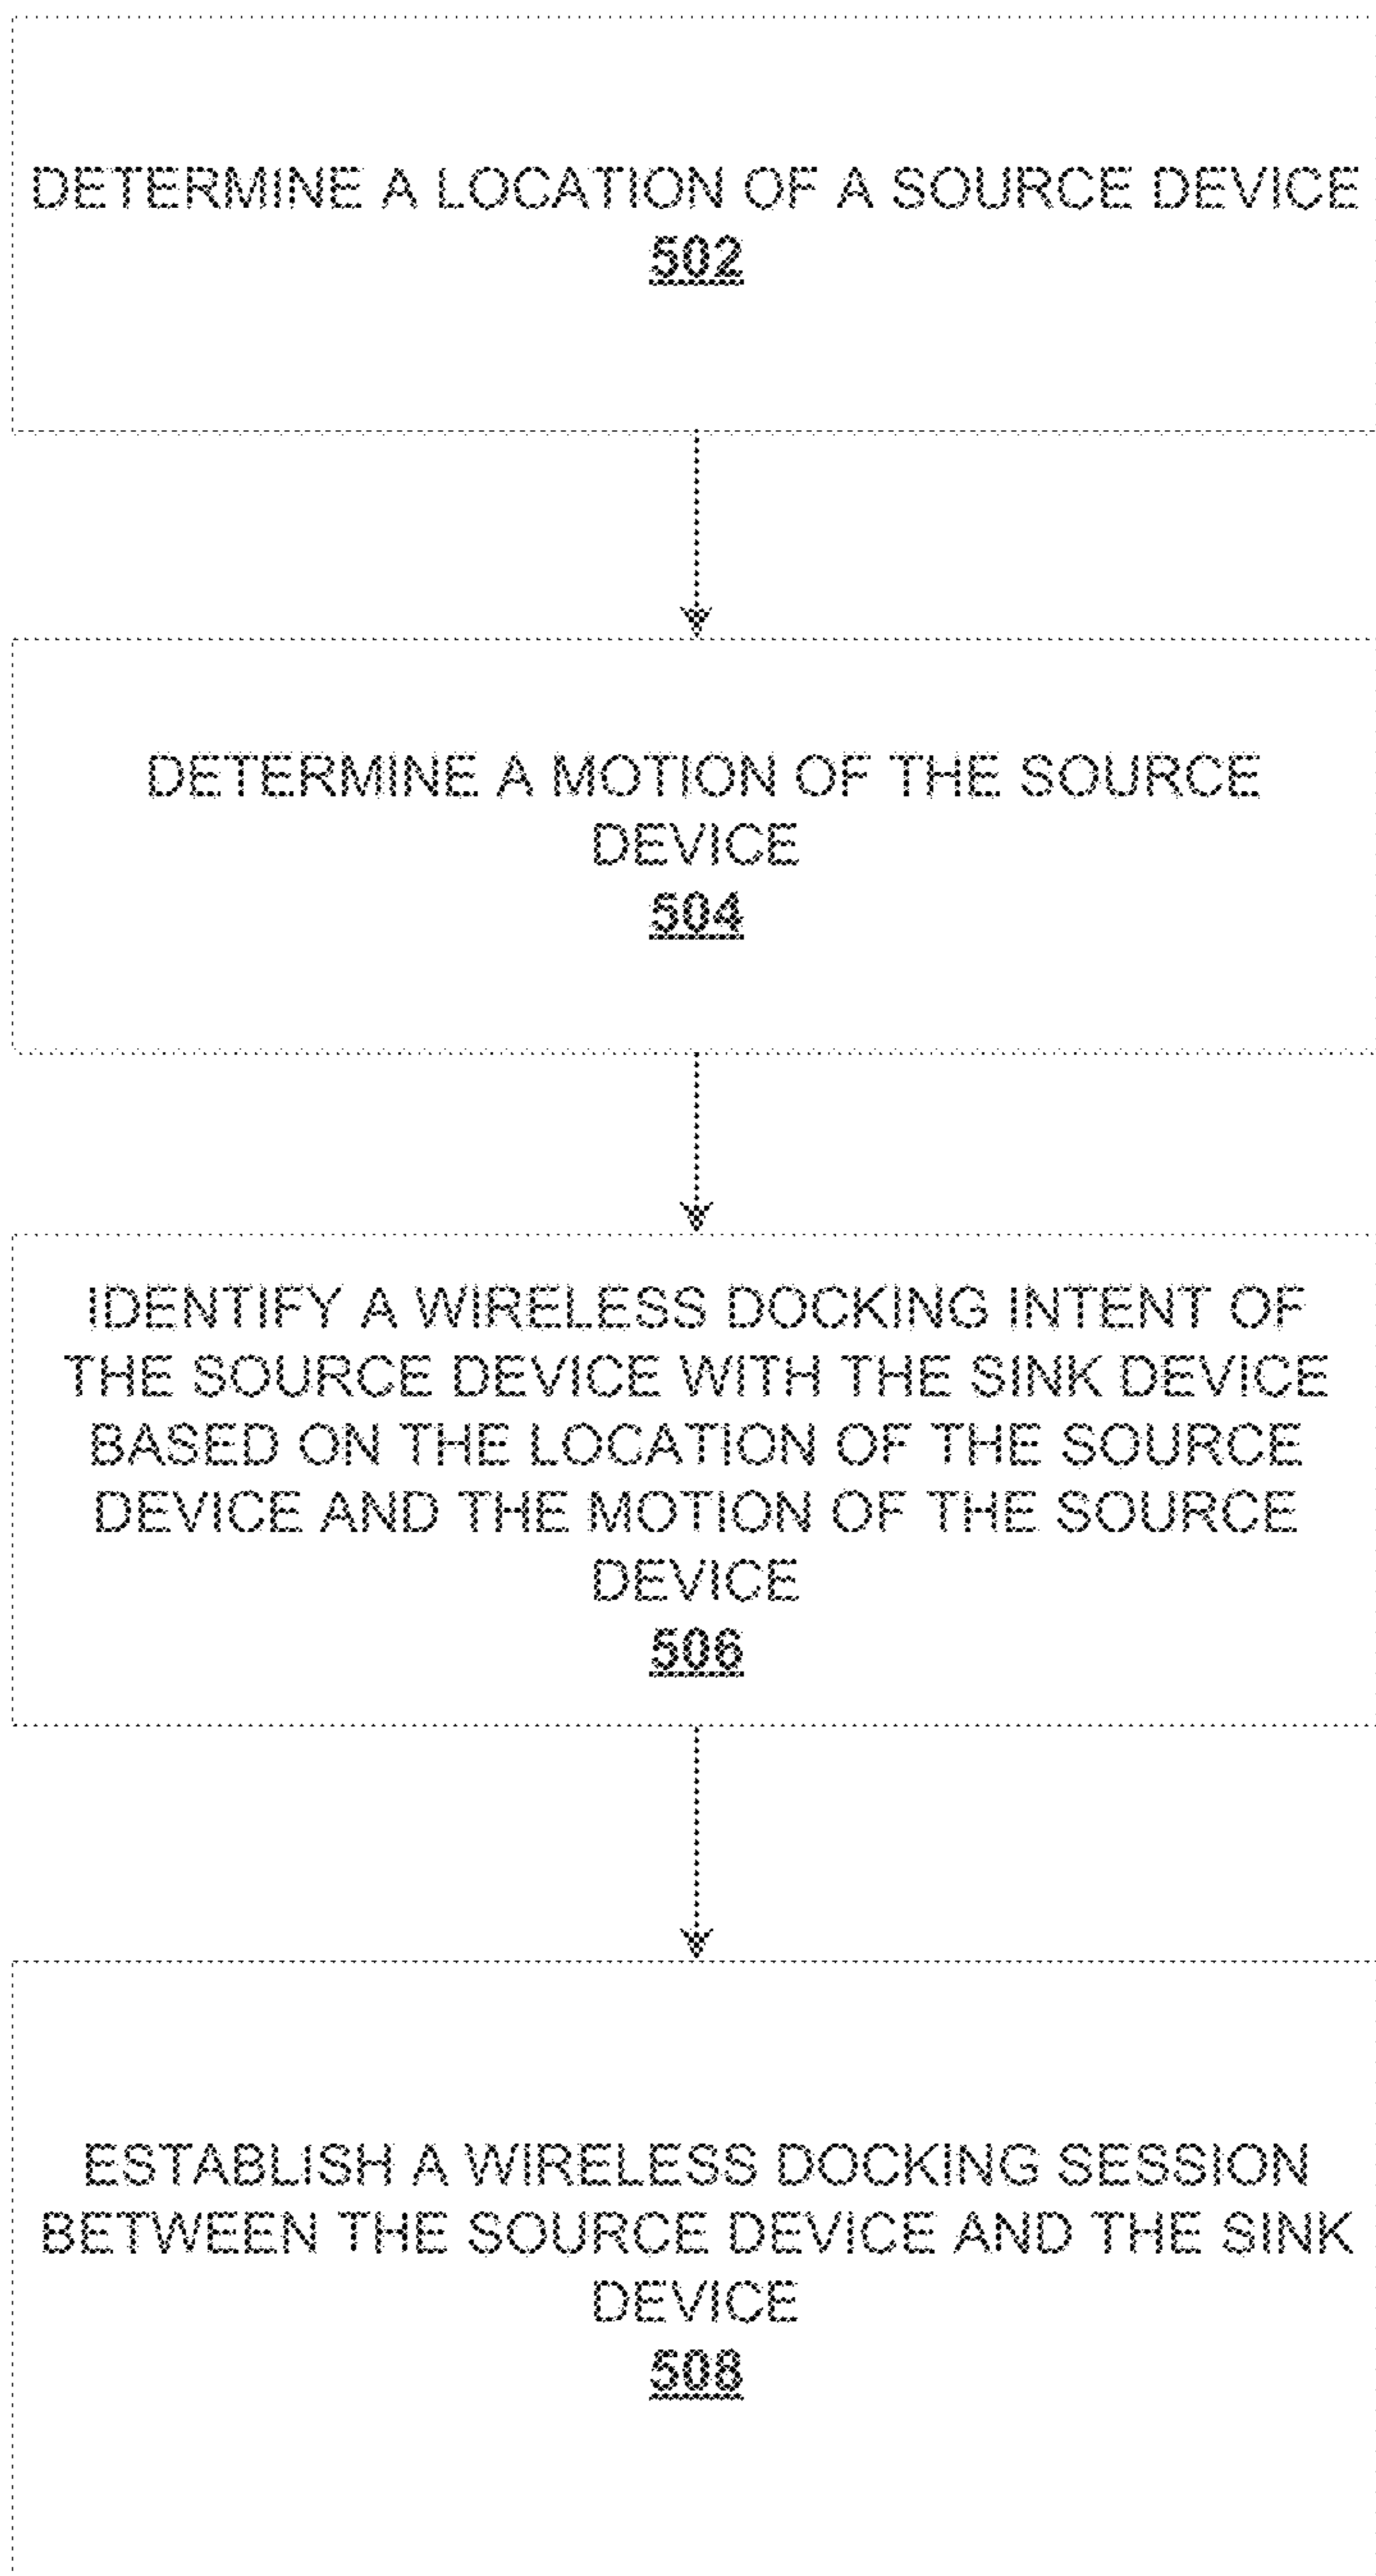 DETERMINE A LOCATION OF A SOURCE DEVICE
502
DETERMINE A MOTION OF THE SOURCE
DEVICE
504
IDENTIFY A WIRELESS DOCKING INTENT OF
THE SOURCE DEVICE WITH THE SINK DEVICE
BASED ON THE LOCATION OF THE SOURCE
DEVICE AND THE MOTION OF THE SOURCE
DEVICE
506
ESTABLISH A WIRELESS DOCKING SESSION
BETWEEN THE SOURCE DEVICE AND THE SINK
DEVICE
508